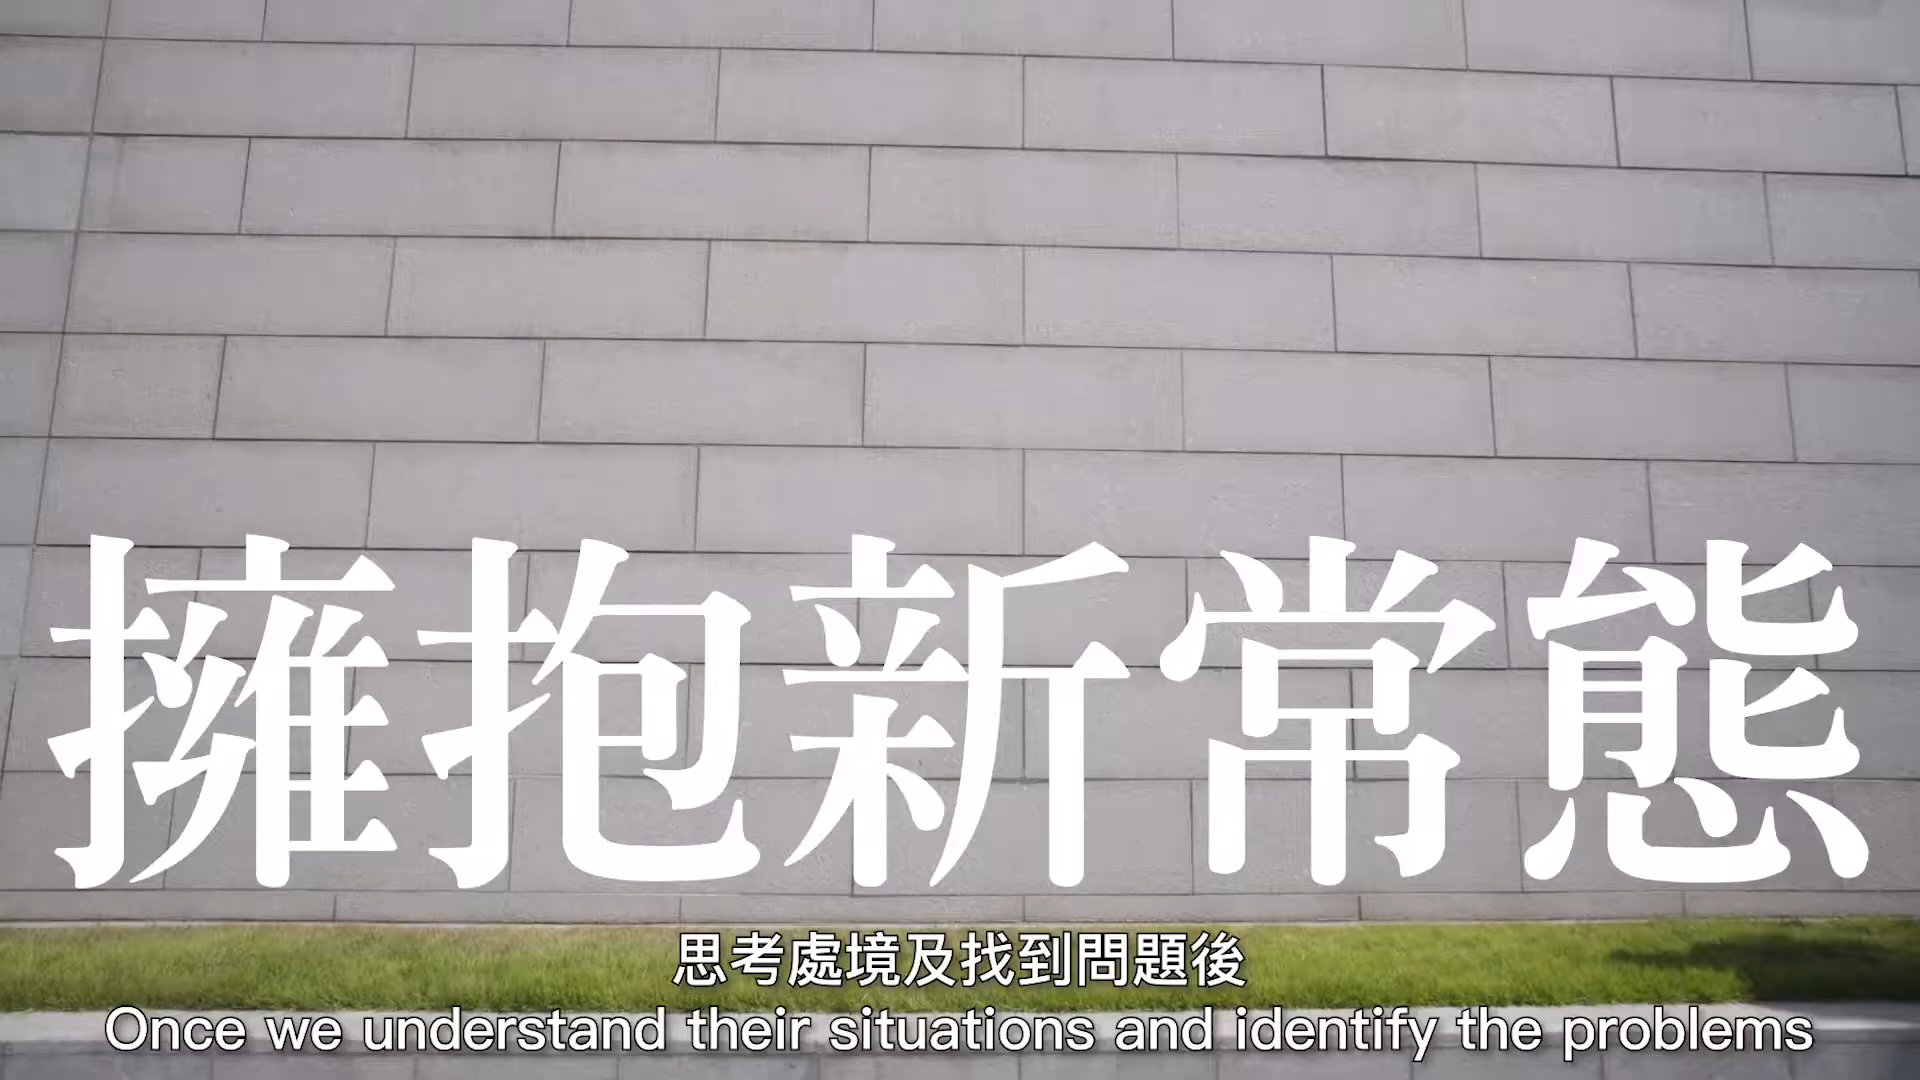 擁抱新常態
思考處境及找到問題後
Once we understand their situations and identify the problems